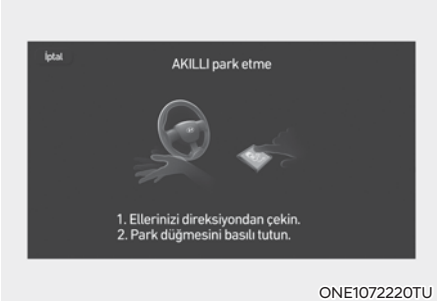 İptal
AKILLI park etme
1. Ellerinizi direksiyondan çekin.
2. Park düğmesini basılı tutun.
ONE1072220TU